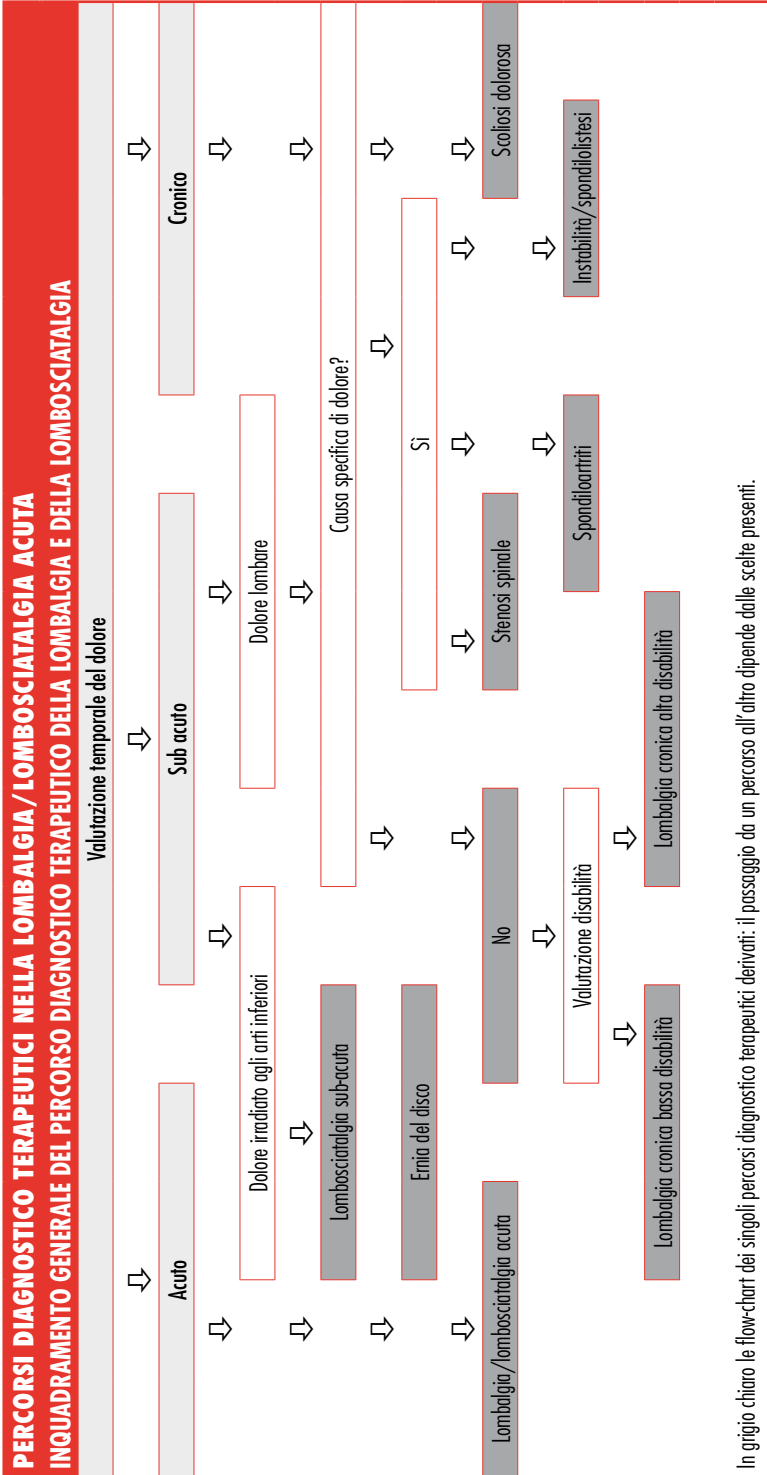 PERCORSI DIAGNOSTICO TERAPEUTICI NELLA LOMBALGIA/LOMBOSCIATALGIA ACUTA
INQUADRAMENTO GENERALE DEL PERCORSO DIAGNOSTICO TERAPEUTICO DELLA LOMBALGIA E DELLA LOMBOSCIATALGIA
Valutazione temporale del dolore
Acuto
Sub acuto
Cronico
Dolore irradiato agli arti inferiori
Dolore lombare
Lombosciatalgia sub-acuta
Causa specifica di dolore?
Ernia del disco
Sì
Lombalgia/lombosciatalgia acuta
No
Stenosi spinale
Scoliosi dolorosa
Valutazione disabilità
Spondiloartriti
Instabilità/spondilolistesi
Lombalgia cronica bassa disabilità
Lombalgia cronica alta disabilità
In grigio chiaro le flow-chart dei singoli percorsi diagnostico terapeutici derivati: il passaggio da un percorso all'altro dipende dalle scelte presenti.